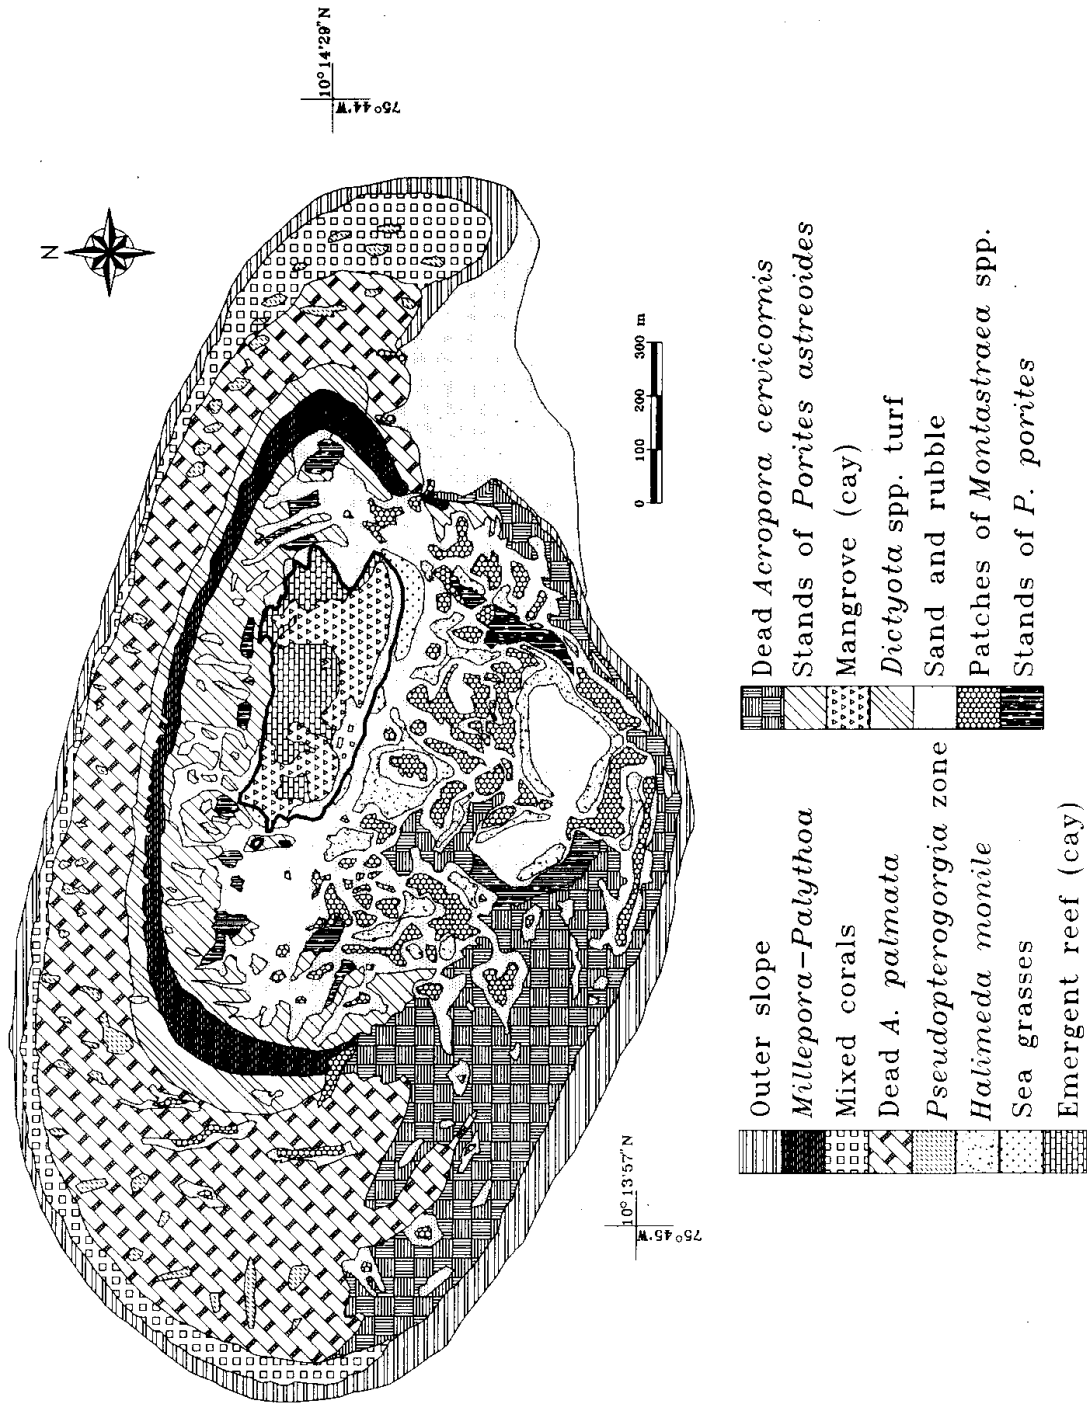 N
10° 14'29" N
75° 44' W
0 100 200 300 m
10° 13'57" N
75° 45' W
Outer slope
Millepora-Palythoa
Mixed corals
Dead A. palmata
Pseudopterogorgia zone
Halimeda monile
Sea grasses
Emergent reef (cay)
Dead Acropora cervicornis
Stands of Porites astreoides
Mangrove (cay)
Dictyota spp. turf
Sand and rubble
Patches of Montastraea spp.
Stands of P. porites